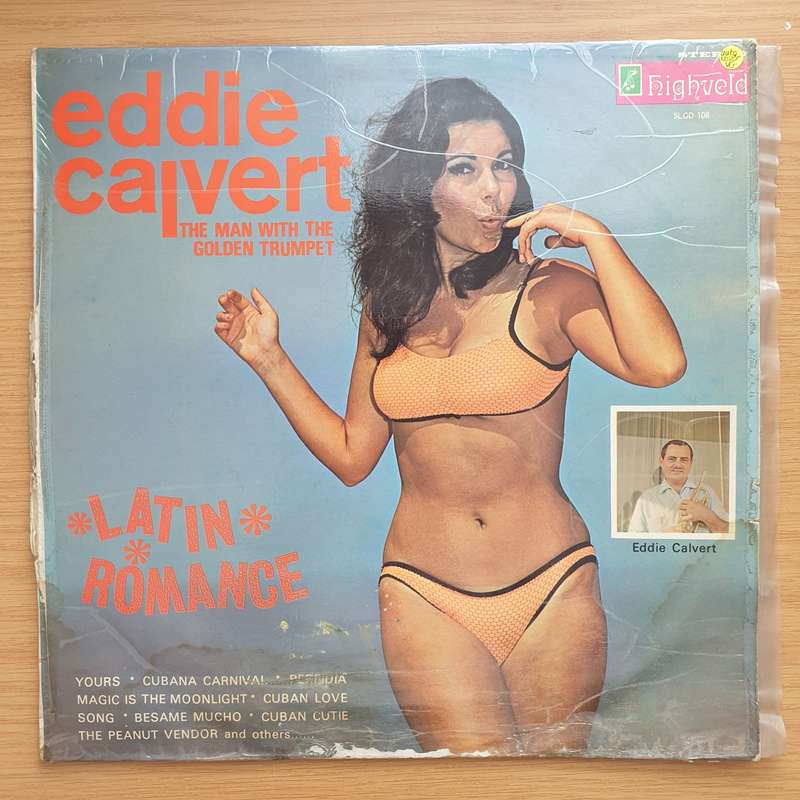 STEREO
highveld
SLGD 108
eddie
calvert
THE MAN WITH THE
GOLDEN TRUMPET
Eddie Calvert
*LATIN*
*
ROMANCE
YOURS * CUBANA CARNIVAL * PERFIDIA
MAGIC IS THE MOONLIGHT * CUBAN LOVE
SONG * BESAME MUCHO * CUBAN CUTIE
THE PEANUT VENDOR and others......